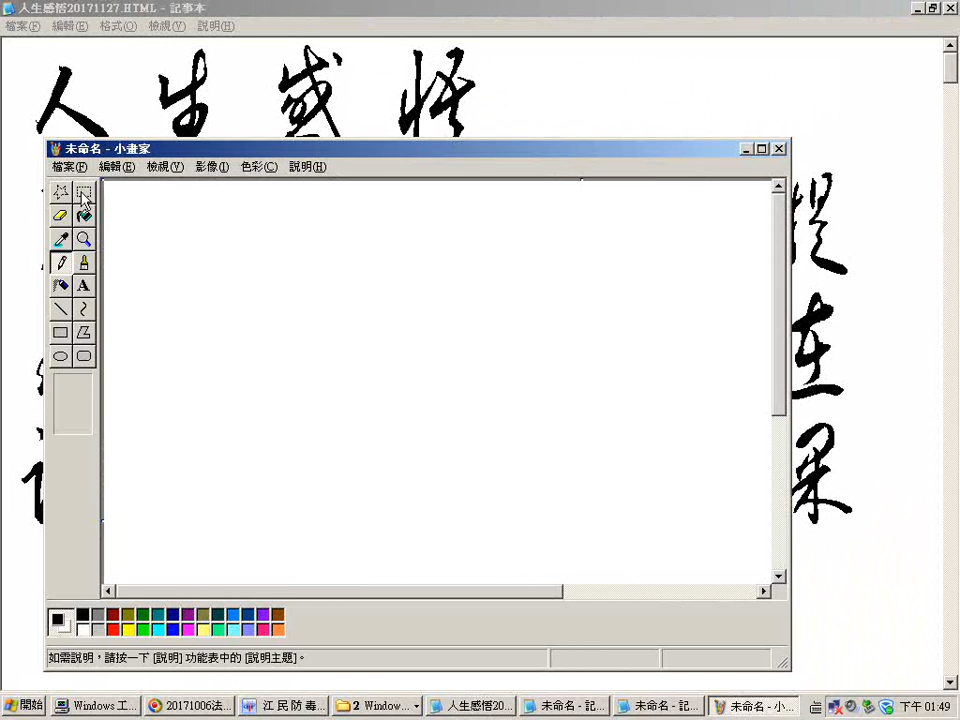 人生感悟20171127.HTML - 記事本
檔案(F) 編輯(E) 格式(O) 檢視(V) 說明(H)
人生感悟
未命名 - 小畫家
檔案(F) 編輯(E) 檢視(V) 影像(I) 色彩(C) 說明(H)
提
A
在
果
如需說明，請按一下 [說明] 功能表中的 [說明主題]。
開始 Windows 工... 20171006法... 江民防毒... 2 Window... 人生感悟20... 未命名 - 記... 未命名 - 記... 未命名 - 小... 下午 01:49